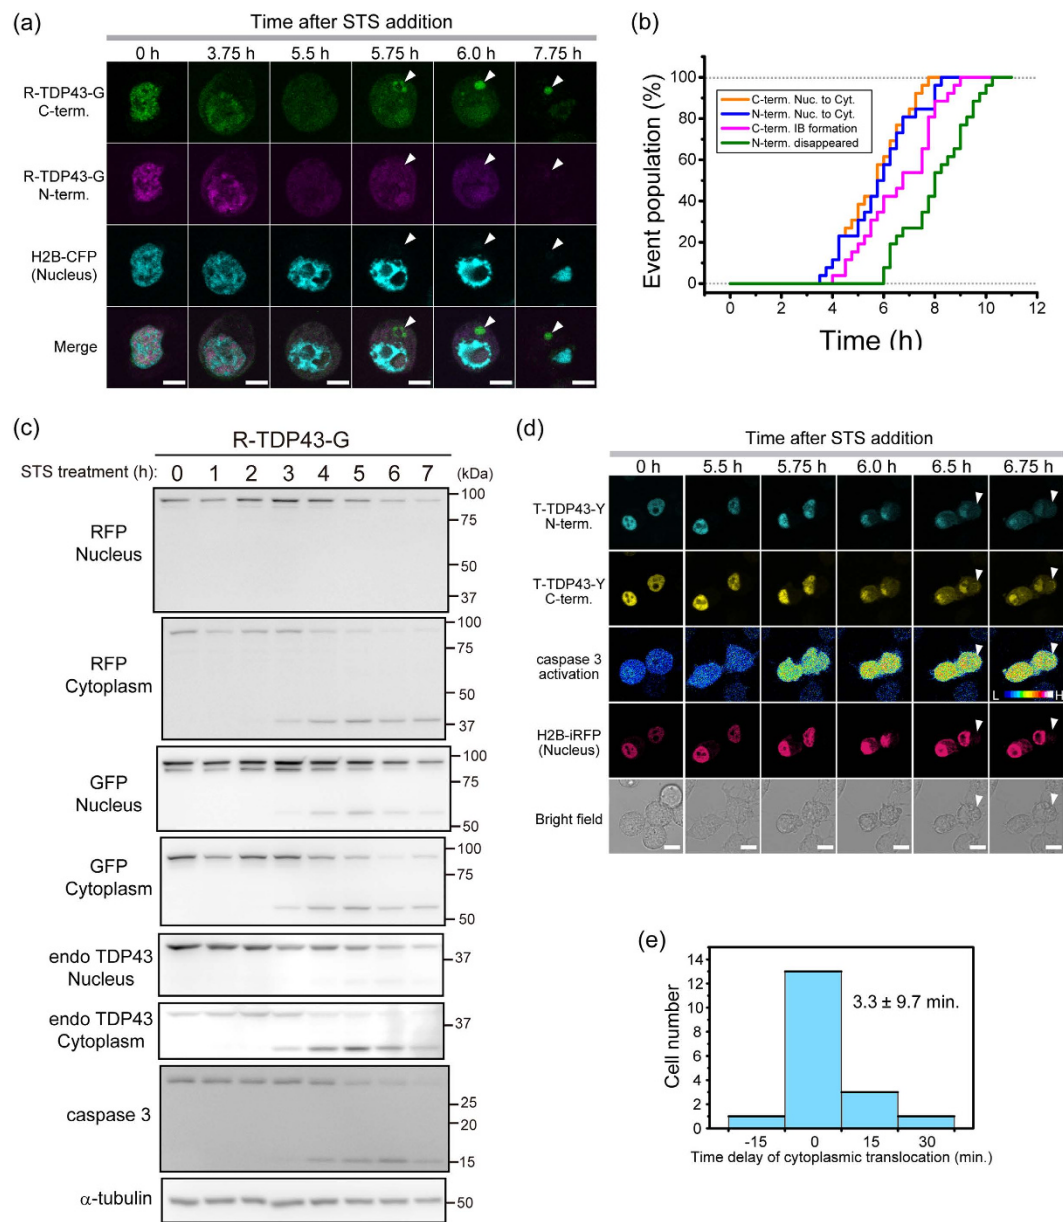 (a)
Time after STS addition
0 h 3.75 h 5.5 h 5.75 h 6.0 h 7.75 h
R-TDP43-G
C-term.
R-TDP43-G
N-term.
H2B-CFP
(Nucleus)
Merge
(b)
Event population (%)
100
80
60
40
20
0
C-term. Nuc. to Cyt.
N-term. Nuc. to Cyt.
C-term. IB formation
N-term. disappeared
0 2 4 6 8 10 12
Time (h)
(c)
R-TDP43-G
STS treatment (h): 0 1 2 3 4 5 6 7 (kDa)
RFP
Nucleus
100
75
50
37
RFP
Cytoplasm
100
75
50
37
GFP
Nucleus
100
75
50
GFP
Cytoplasm
100
75
50
endo TDP43
Nucleus
37
endo TDP43
Cytoplasm
37
caspase 3
25
20
15
α-tubulin
50
(d)
Time after STS addition
0 h 5.5 h 5.75 h 6.0 h 6.5 h 6.75 h
T-TDP43-Y
N-term.
T-TDP43-Y
C-term.
caspase 3
activation
L H
H2B-iRFP
(Nucleus)
Bright field
(e)
Cell number
14
12
10
8
6
4
2
0
3.3 ± 9.7 min.
-15 0 15 30
Time delay of cytoplasmic translocation (min.)